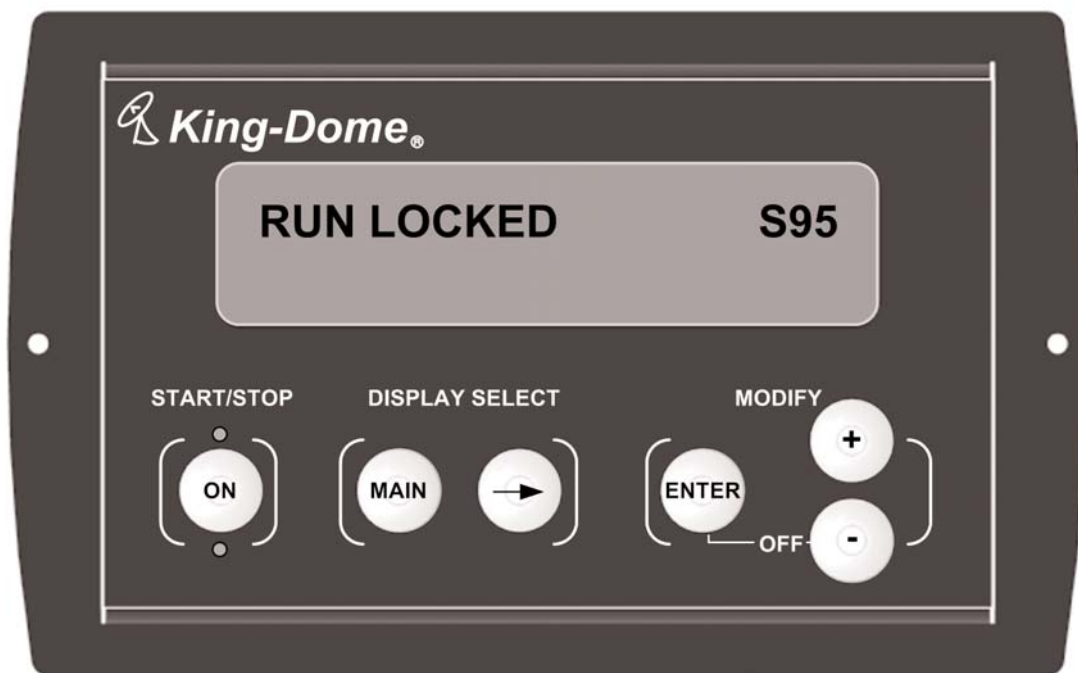 King-Dome®
RUN LOCKED S95
START/STOP DISPLAY SELECT MODIFY
ON MAIN ENTER + -
OFF